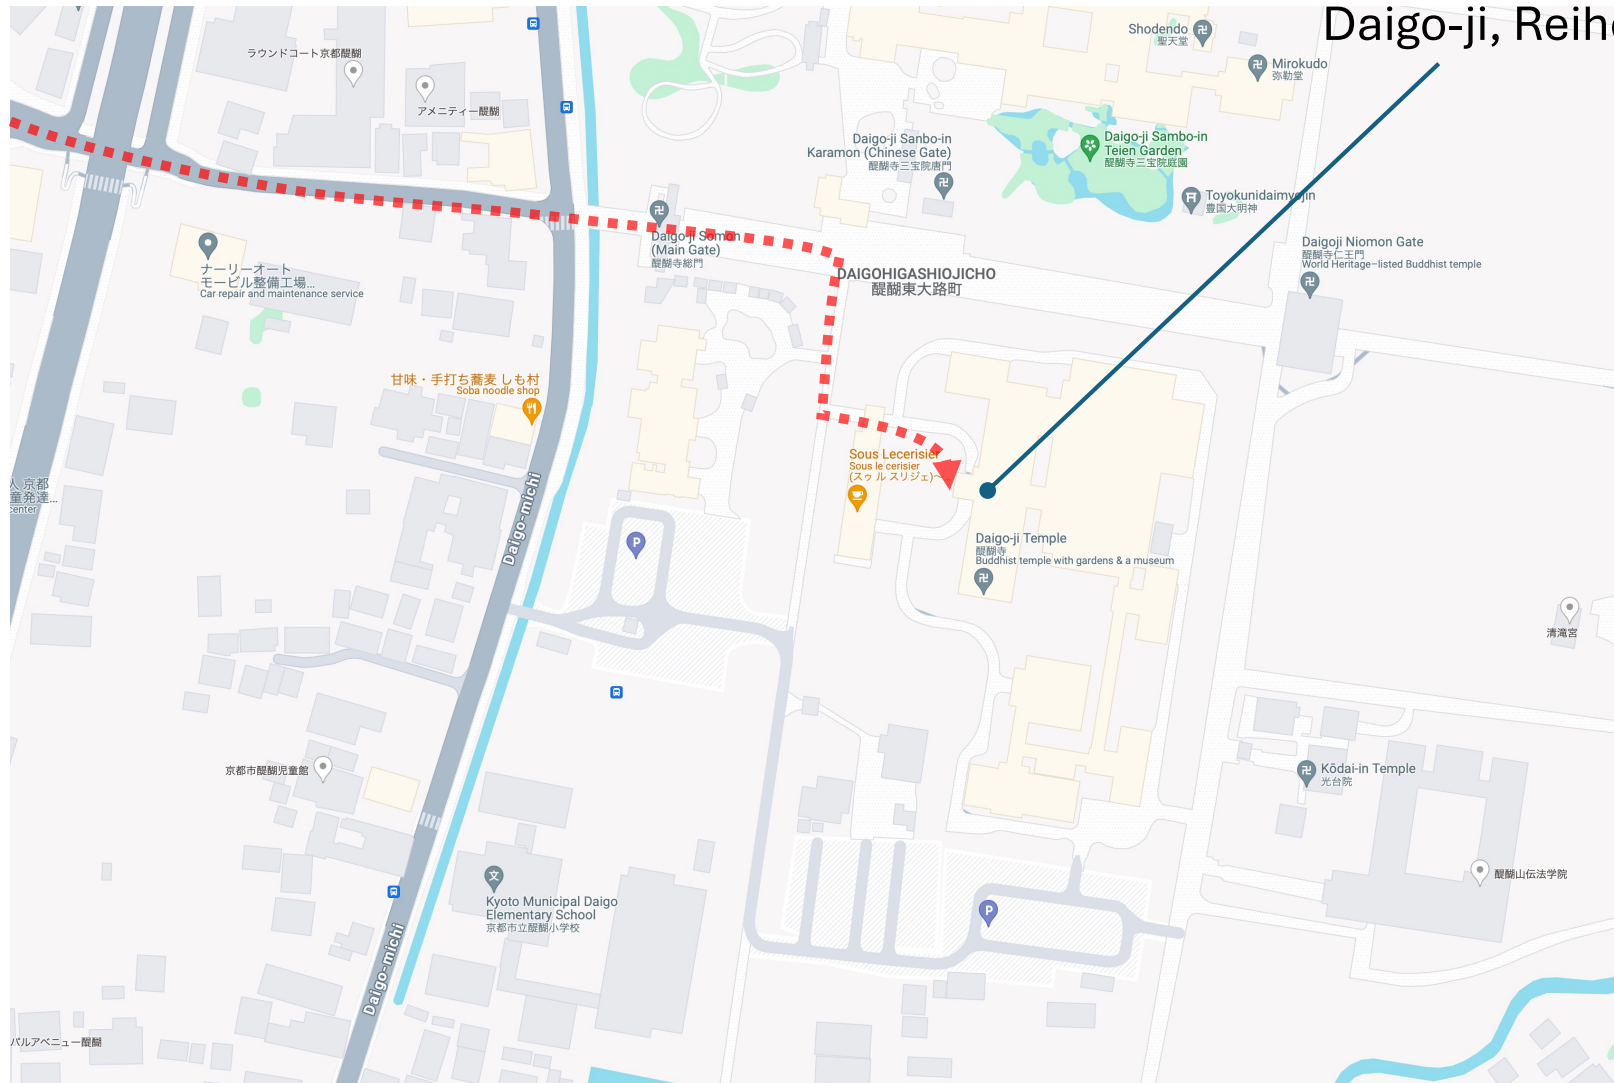 Daigo-ji, Reih
Shodendo
聖天堂
Mirokudo
弥勒堂
ラウンドコート京都醍醐
アメニティー醍醐
Daigo-ji Sanbo-in
Karamon (Chinese Gate)
醍醐寺三宝院唐門
Daigo-ji Sambo-in
Teien Garden
醍醐寺三宝院庭園
Toyokunidaimyojin
豊国大明神
Daigo-ji Somon
(Main Gate)
醍醐寺総門
Daigoji Niomon Gate
醍醐寺仁王門
World Heritage-listed Buddhist temple
ナーリーオート
モービル整備工場...
Car repair and maintenance service
DAIGOHIGASHIOJICHO
醍醐東大路町
甘味・手打ち蕎麦 しも村
Soba noodle shop
Sous Lecerisier
Sous le cerisier
(スゥ ル スリジェ)〜
人 京都
童発達...
center
Daigo-michi
P
Daigo-ji Temple
醍醐寺
Buddhist temple with gardens & a museum
清滝宮
京都市醍醐児童館
Kōdai-in Temple
光台院
文
Kyoto Municipal Daigo
Elementary School
京都市立醍醐小学校
P
醍醐山伝法学院
Daigo-michi
パルアベニュー醍醐